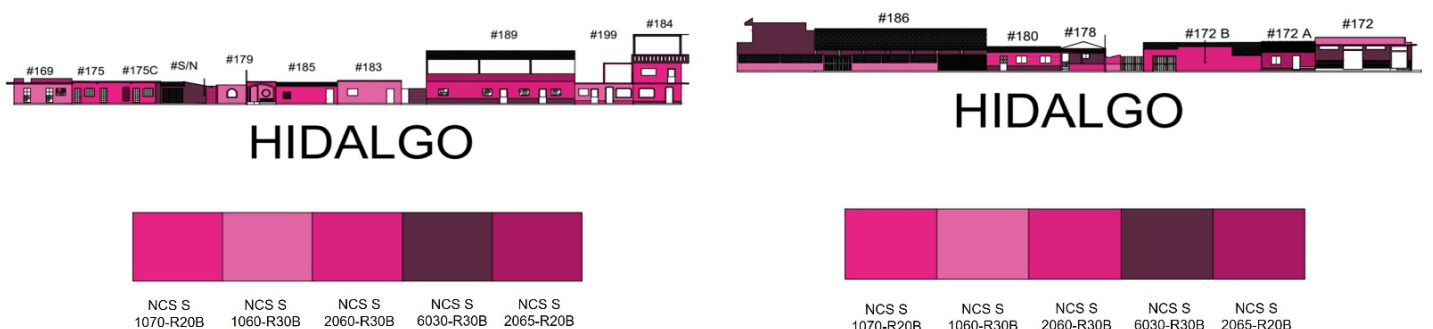 #169 #175 #175C #S/N #179 #185 #183 #189 #199 #184
HIDALGO
NCS S 1070-R20B
NCS S 1060-R30B
NCS S 2060-R30B
NCS S 6030-R30B
NCS S 2065-R20B
#186 #180 #178 #172 B #172 A #172
HIDALGO
NCS S 1070-R20B
NCS S 1060-R30B
NCS S 2060-R30B
NCS S 6030-R30B
NCS S 2065-R20B